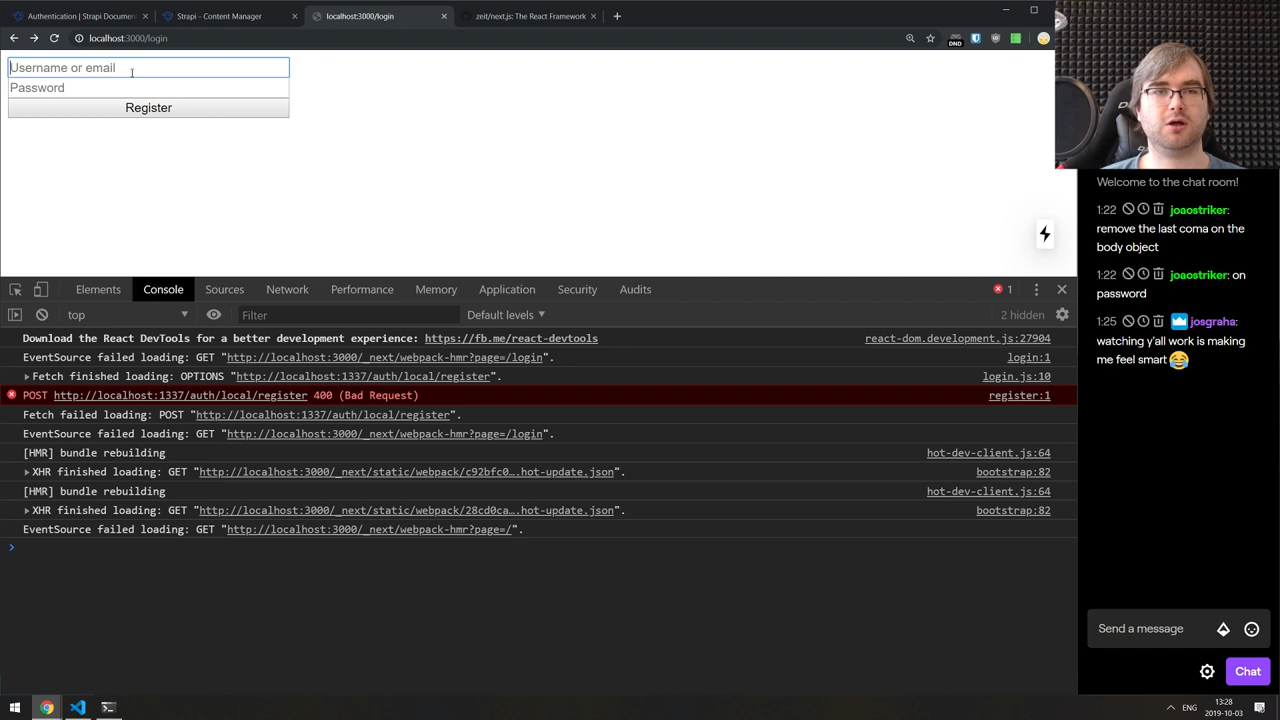 Authentication | Strapi Documen
Strapi - Content Manager
localhost:3000/login
zeit/next.js: The React Framework
localhost:3000/login
DND
Username or email
Password
Register
Elements
Console
Sources
Network
Performance
Memory
Application
Security
Audits
1
top
Filter
Default levels
2 hidden
Download the React DevTools for a better development experience: https://fb.me/react-devtools
react-dom.development.js:27904
EventSource failed loading: GET "http://localhost:3000/_next/webpack-hmr?page=/login".
login:1
Fetch finished loading: OPTIONS "http://localhost:1337/auth/local/register".
login.js:10
POST http://localhost:1337/auth/local/register 400 (Bad Request)
register:1
Fetch failed loading: POST "http://localhost:1337/auth/local/register".
EventSource failed loading: GET "http://localhost:3000/_next/webpack-hmr?page=/login".
[HMR] bundle rebuilding
hot-dev-client.js:64
XHR finished loading: GET "http://localhost:3000/_next/static/webpack/c92bfc0….hot-update.json".
bootstrap:82
[HMR] bundle rebuilding
hot-dev-client.js:64
XHR finished loading: GET "http://localhost:3000/_next/static/webpack/28cd0ca….hot-update.json".
bootstrap:82
EventSource failed loading: GET "http://localhost:3000/_next/webpack-hmr?page=/".
Welcome to the chat room!
1:22 joaostriker:
remove the last coma on the
body object
1:22 joaostriker: on
password
1:25 josgraha:
watching y'all work is making
me feel smart 😂
Send a message
Chat
ENG
13:28
2019-10-03